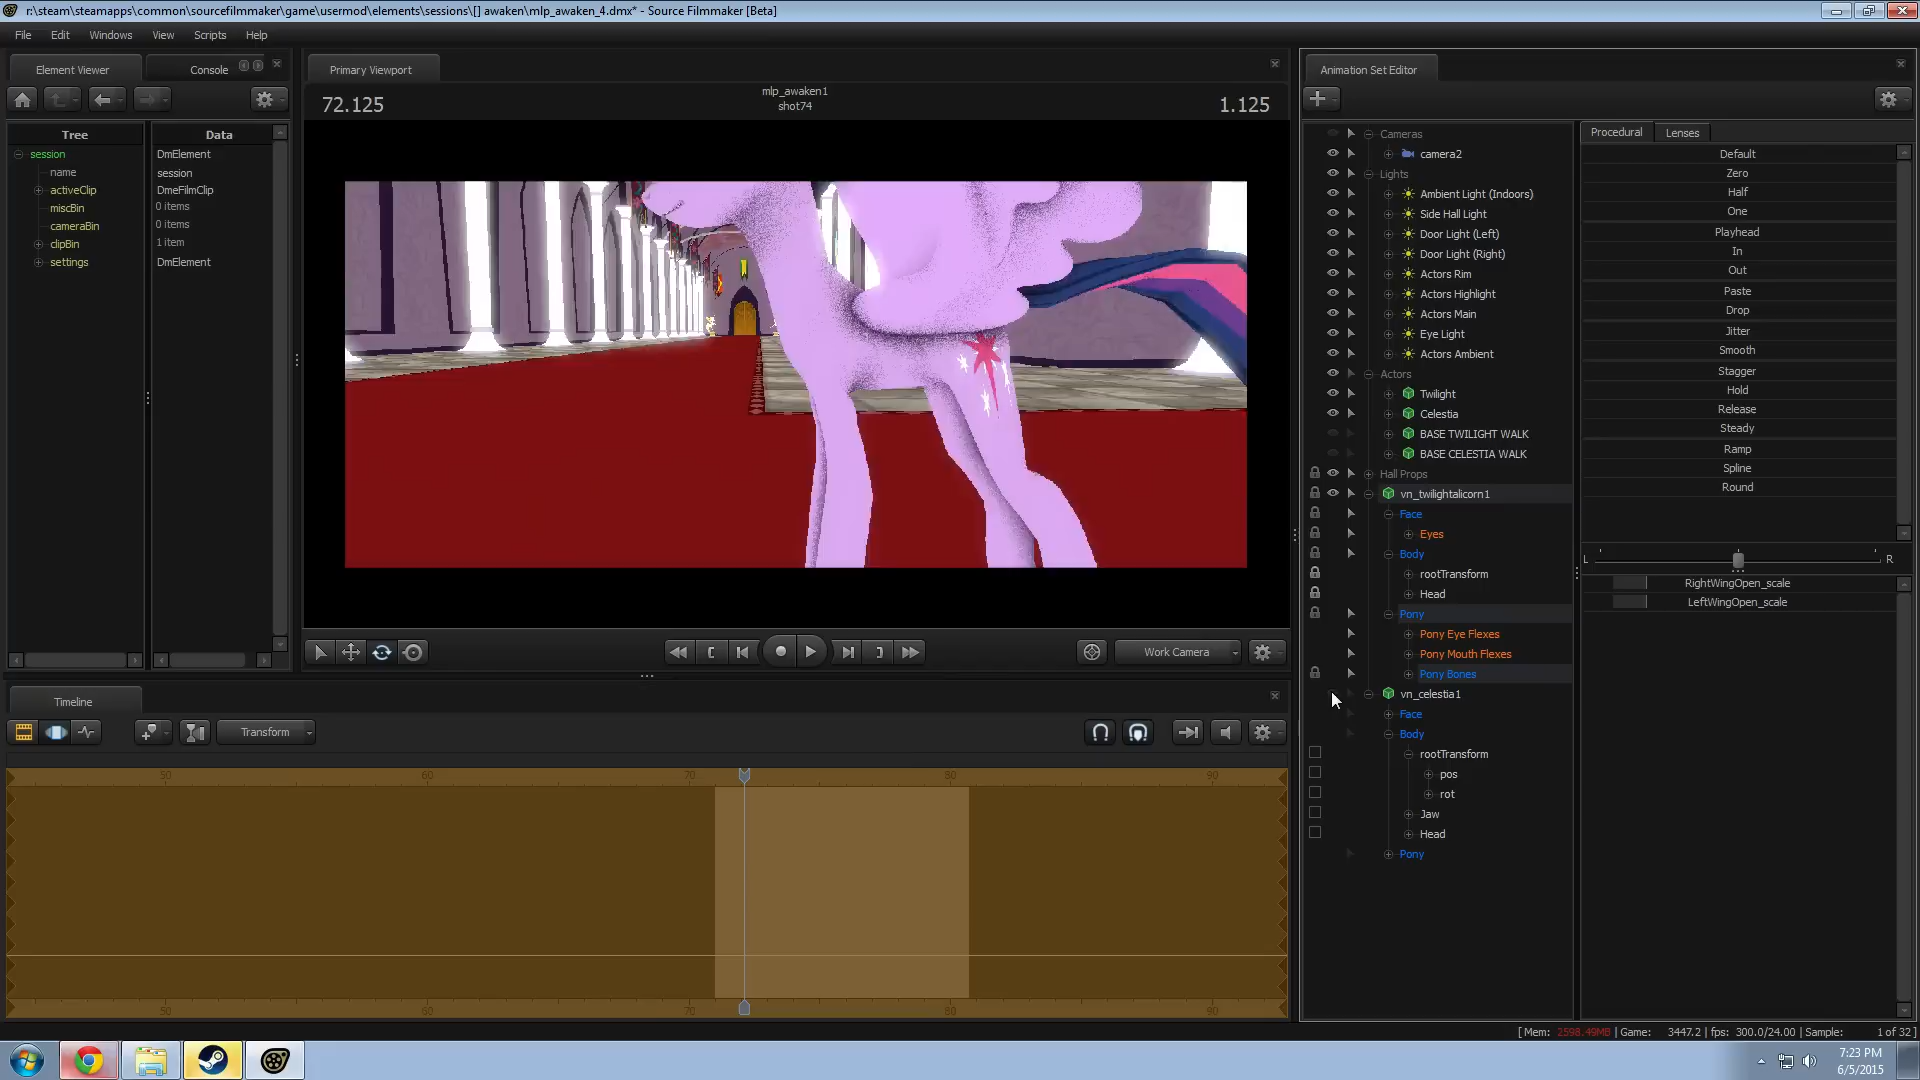 r:\steam\steamapps\common\sourcefilmmaker\game\usermod\elements\sessions\[] awaken\mlp_awaken_4.dmx* - Source Filmmaker [Beta]
File Edit Windows View Scripts Help
Element Viewer
Console
Tree
Data
session DmElement
name session
activeClip DmeFilmClip
miscBin 0 items
cameraBin 0 items
clipBin 1 item
settings DmElement
Primary Viewport
72.125
mlp_awaken1
shot74
1.125
Work Camera
Timeline
Transform
50 60 70 80 90
50 60 70 80 90
Animation Set Editor
Cameras
camera2
Lights
Ambient Light (Indoors)
Side Hall Light
Door Light (Left)
Door Light (Right)
Actors Rim
Actors Highlight
Actors Main
Eye Light
Actors Ambient
Actors
Twilight
Celestia
BASE TWILIGHT WALK
BASE CELESTIA WALK
Hall Props
vn_twilightalicorn1
Face
Eyes
Body
rootTransform
Head
Pony
Pony Eye Flexes
Pony Mouth Flexes
Pony Bones
vn_celestia1
Face
Body
rootTransform
pos
rot
Jaw
Head
Pony
Procedural
Lenses
Default
Zero
Half
One
Playhead
In
Out
Paste
Drop
Jitter
Smooth
Stagger
Hold
Release
Steady
Ramp
Spline
Round
L R
RightWingOpen_scale
LeftWingOpen_scale
[ Mem: 2598.49MB | Game: 3447.2 | fps: 300.0/24.00 | Sample: 1 of 32 ]
7:23 PM
6/5/2015